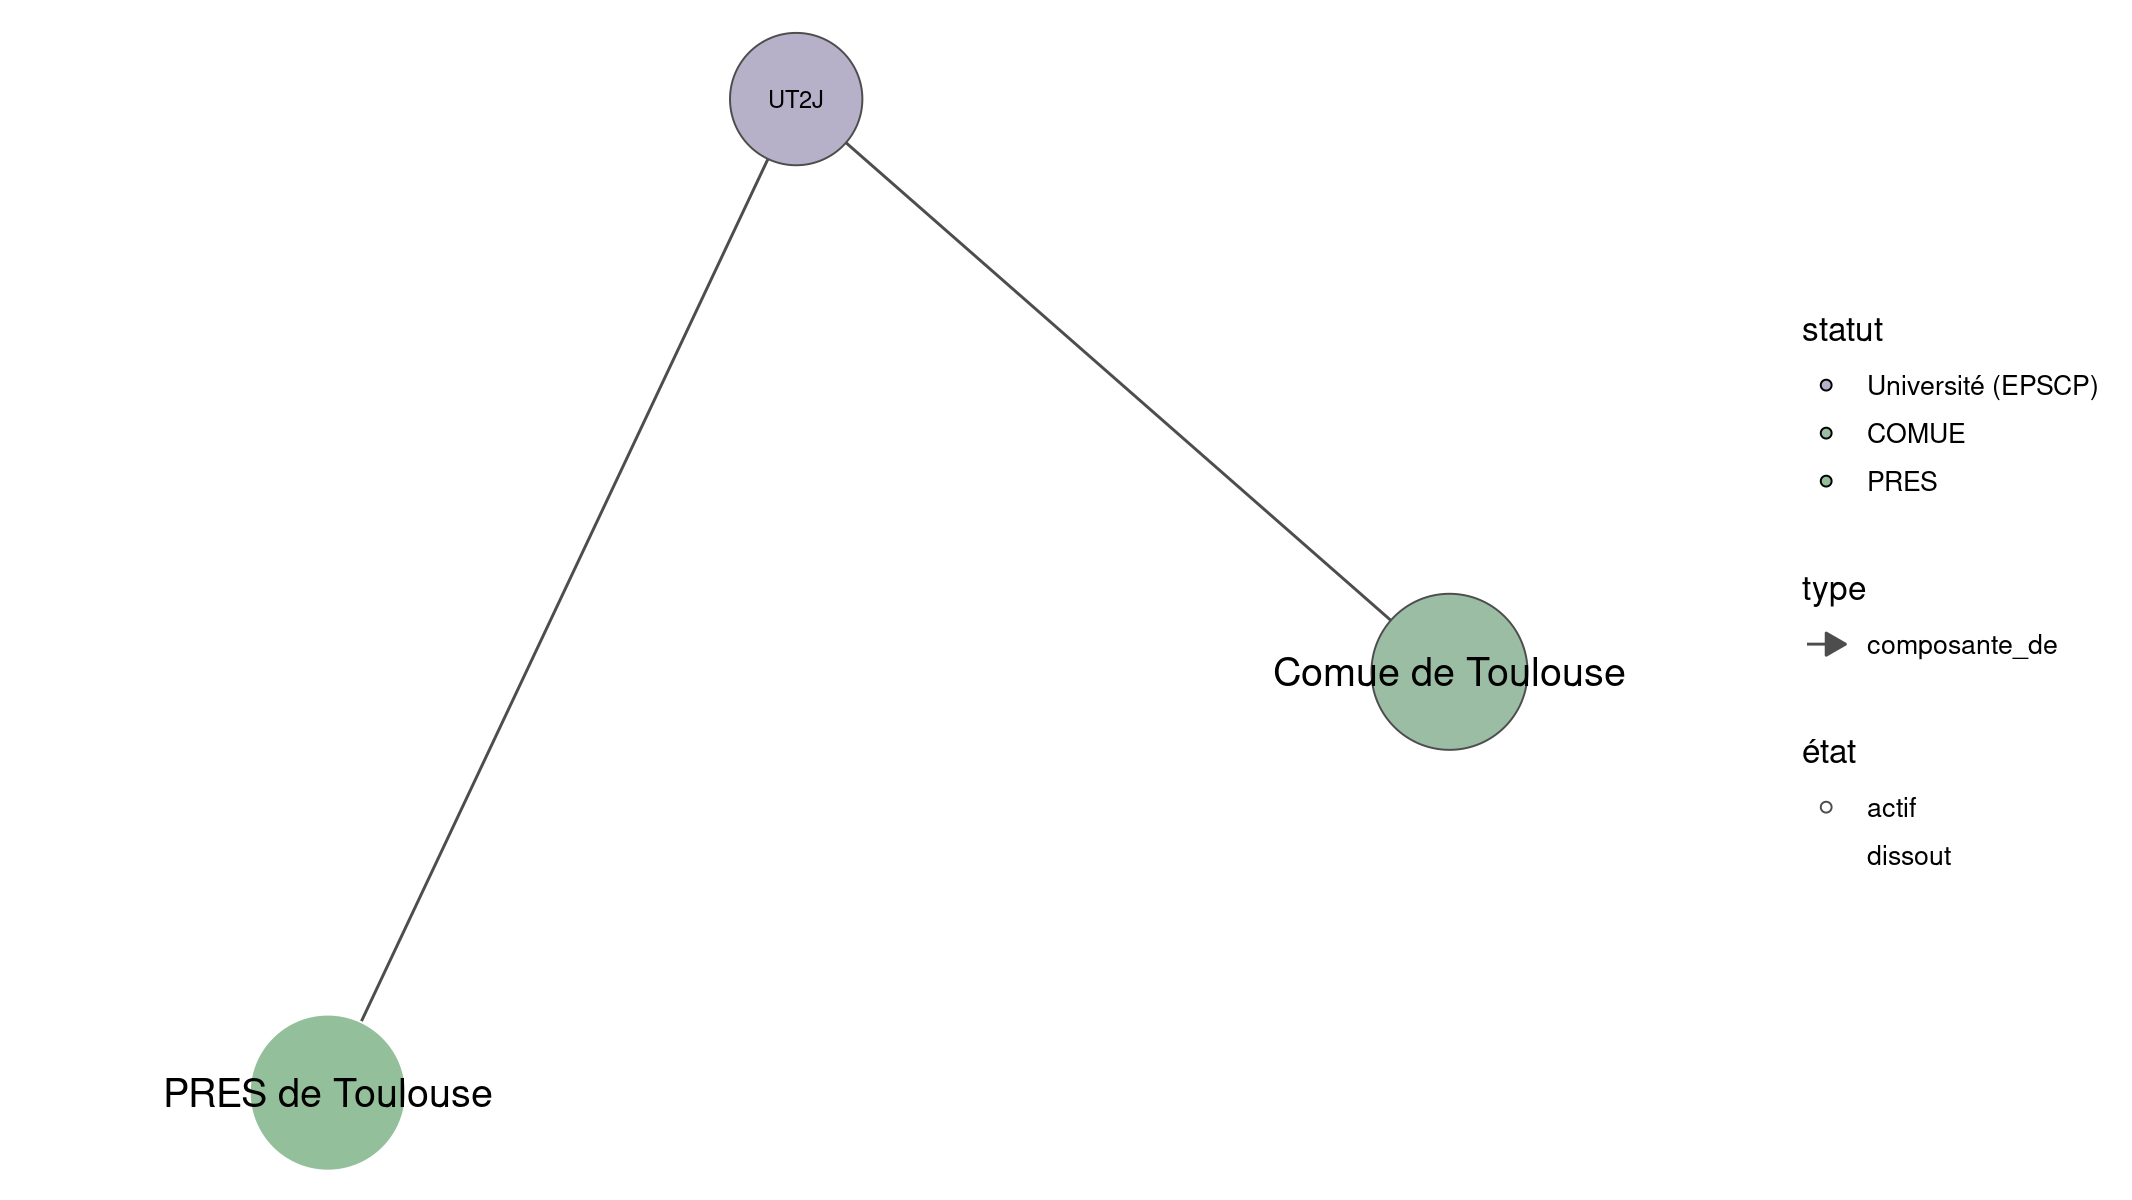 UT2J
Comue de Toulouse
PRES de Toulouse
statut
Université (EPSCP)
COMUE
PRES
type
composante_de
état
actif
dissout